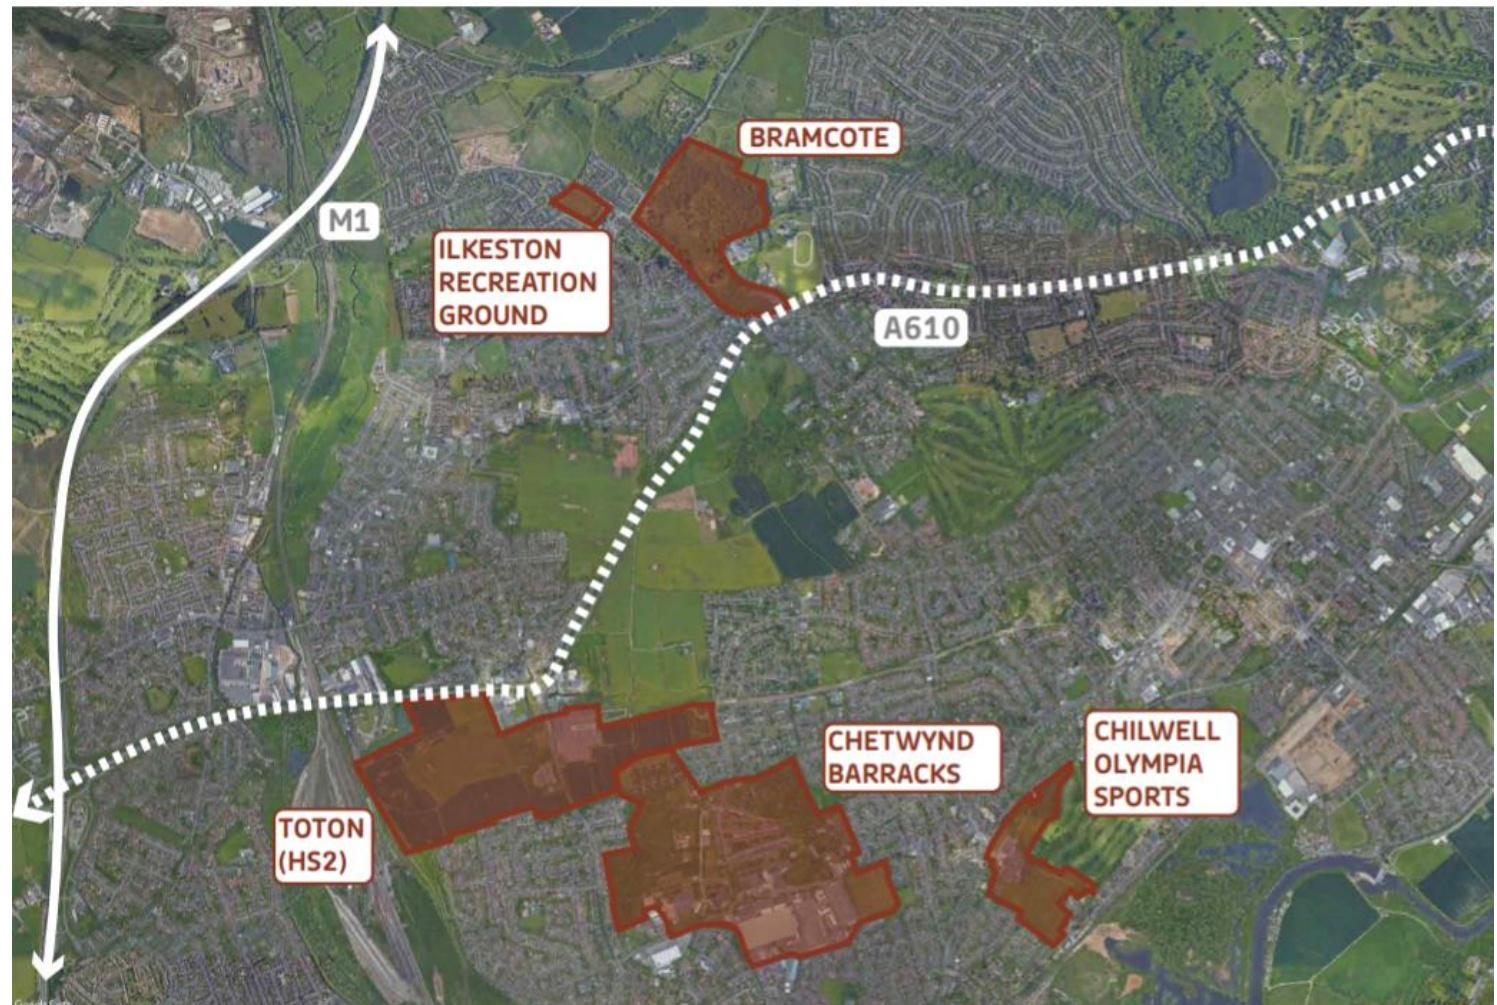 BRAMCOTE
M1
ILKESTON
RECREATION
GROUND
A610
CHETWYND
BARRACKS
CHILWELL
OLYMPIA
SPORTS
TOTON
(HS2)